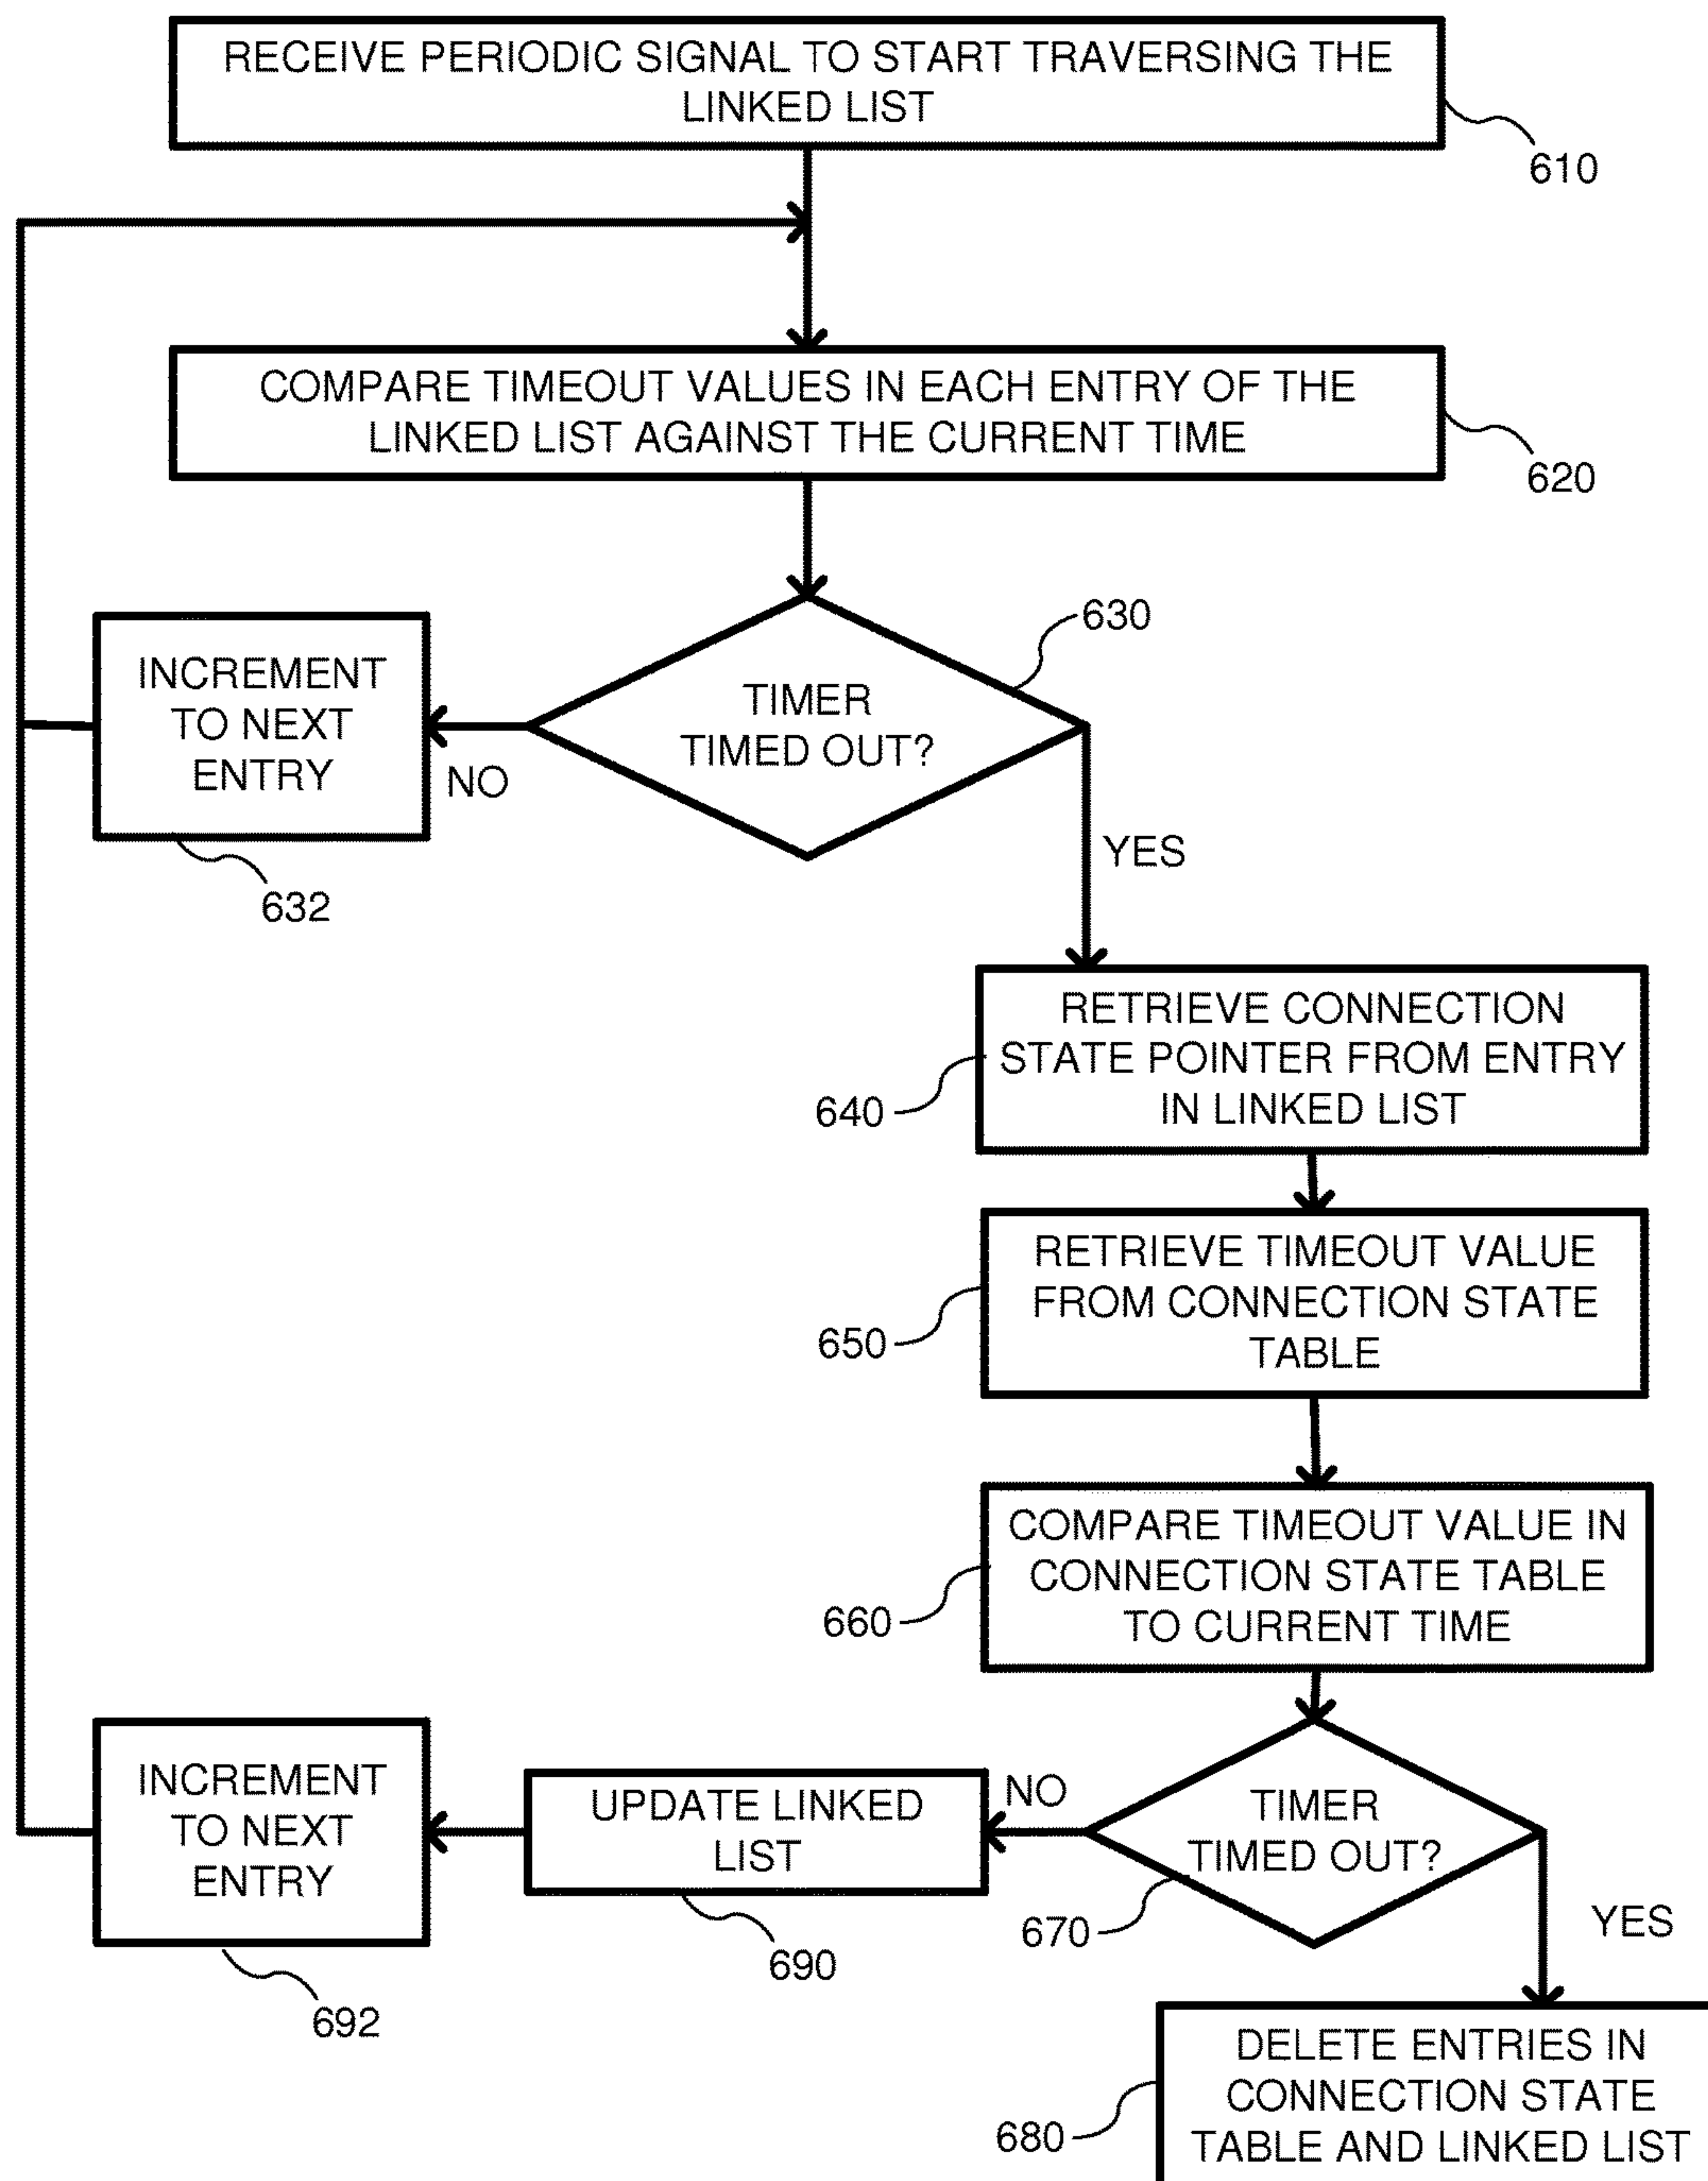 RECEIVE PERIODIC SIGNAL TO START TRAVERSING THE
LINKED LIST
610
COMPARE TIMEOUT VALUES IN EACH ENTRY OF THE
LINKED LIST AGAINST THE CURRENT TIME
620
630
INCREMENT
TO NEXT
ENTRY
TIMER
TIMED OUT?
NO
YES
632
RETRIEVE CONNECTION
STATE POINTER FROM ENTRY
IN LINKED LIST
640
RETRIEVE TIMEOUT VALUE
FROM CONNECTION STATE
TABLE
650
COMPARE TIMEOUT VALUE IN
CONNECTION STATE TABLE
TO CURRENT TIME
660
INCREMENT
TO NEXT
ENTRY
UPDATE LINKED
LIST
NO
TIMER
TIMED OUT?
670
YES
690
692
DELETE ENTRIES IN
CONNECTION STATE
TABLE AND LINKED LIST
680